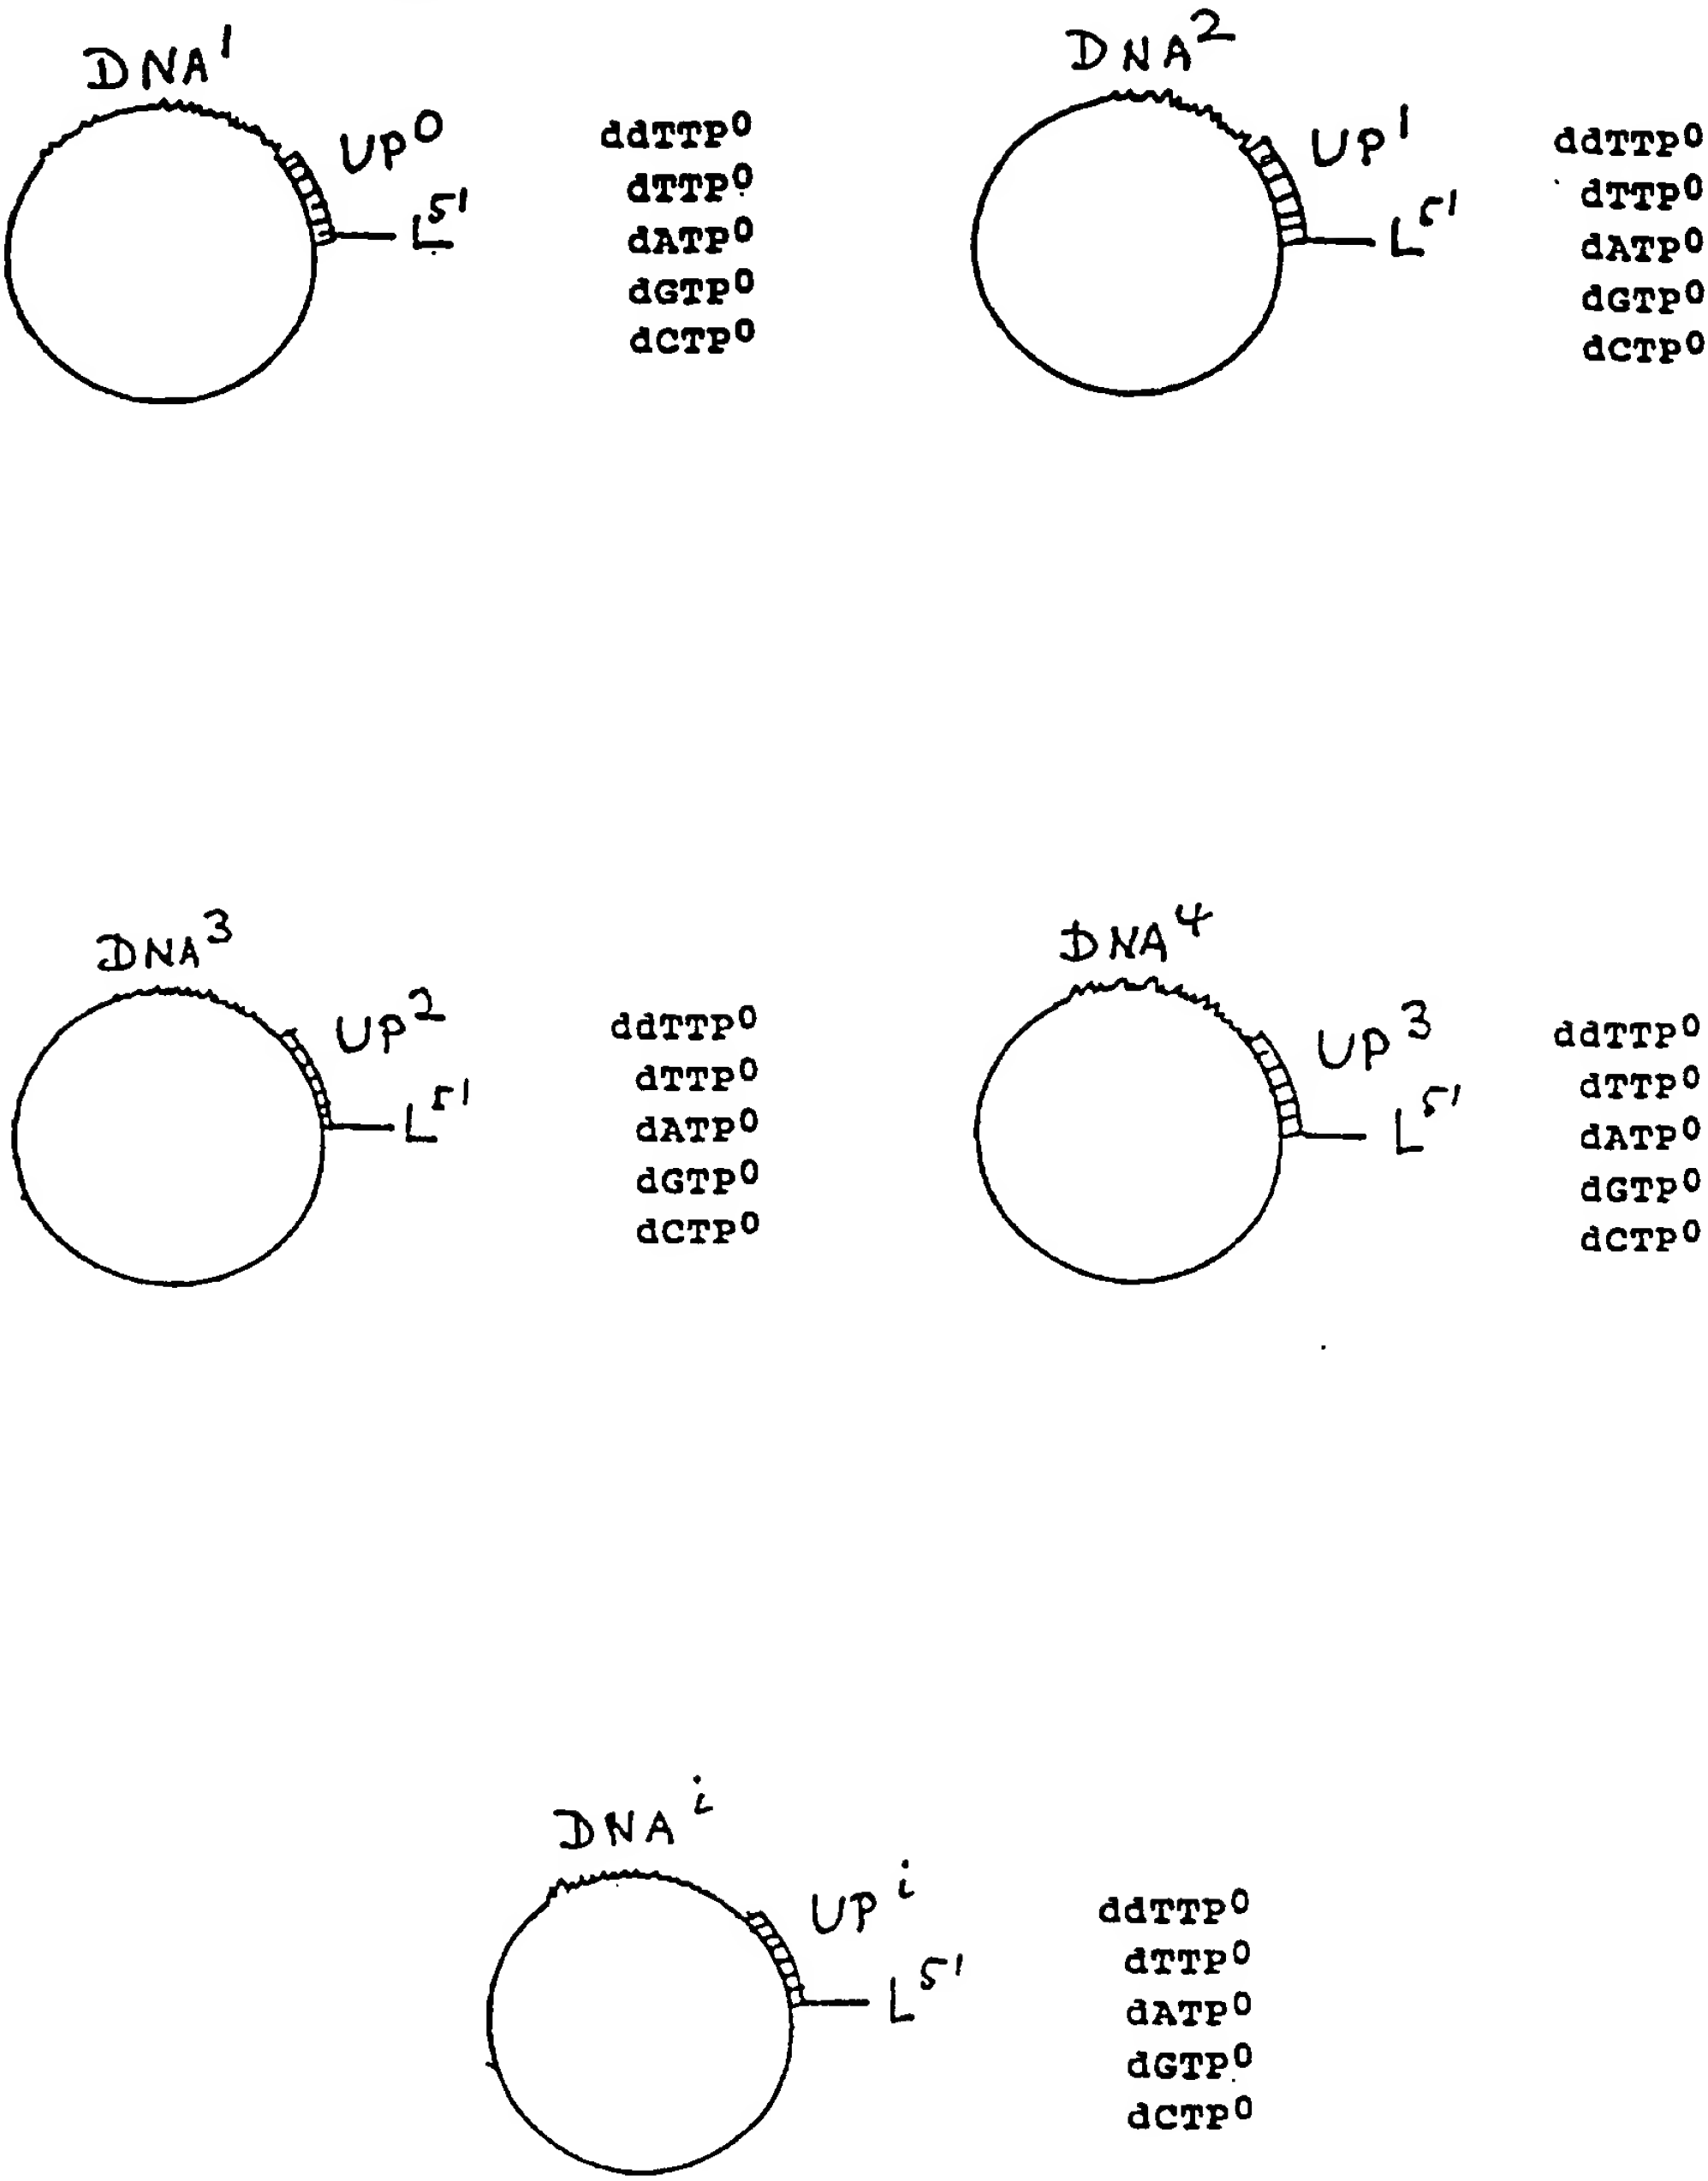 DNA¹
UP⁰
L⁵'
ddTTP⁰
dTTP⁰
dATP⁰
dGTP⁰
dCTP⁰
DNA²
UP¹
L⁵'
ddTTP⁰
dTTP⁰
dATP⁰
dGTP⁰
dCTP⁰
DNA³
UP²
L⁵'
ddTTP⁰
dTTP⁰
dATP⁰
dGTP⁰
dCTP⁰
DNA⁴
UP³
L⁵'
ddTTP⁰
dTTP⁰
dATP⁰
dGTP⁰
dCTP⁰
DNAⁱ
UPⁱ
L⁵'
ddTTP⁰
dTTP⁰
dATP⁰
dGTP⁰
dCTP⁰